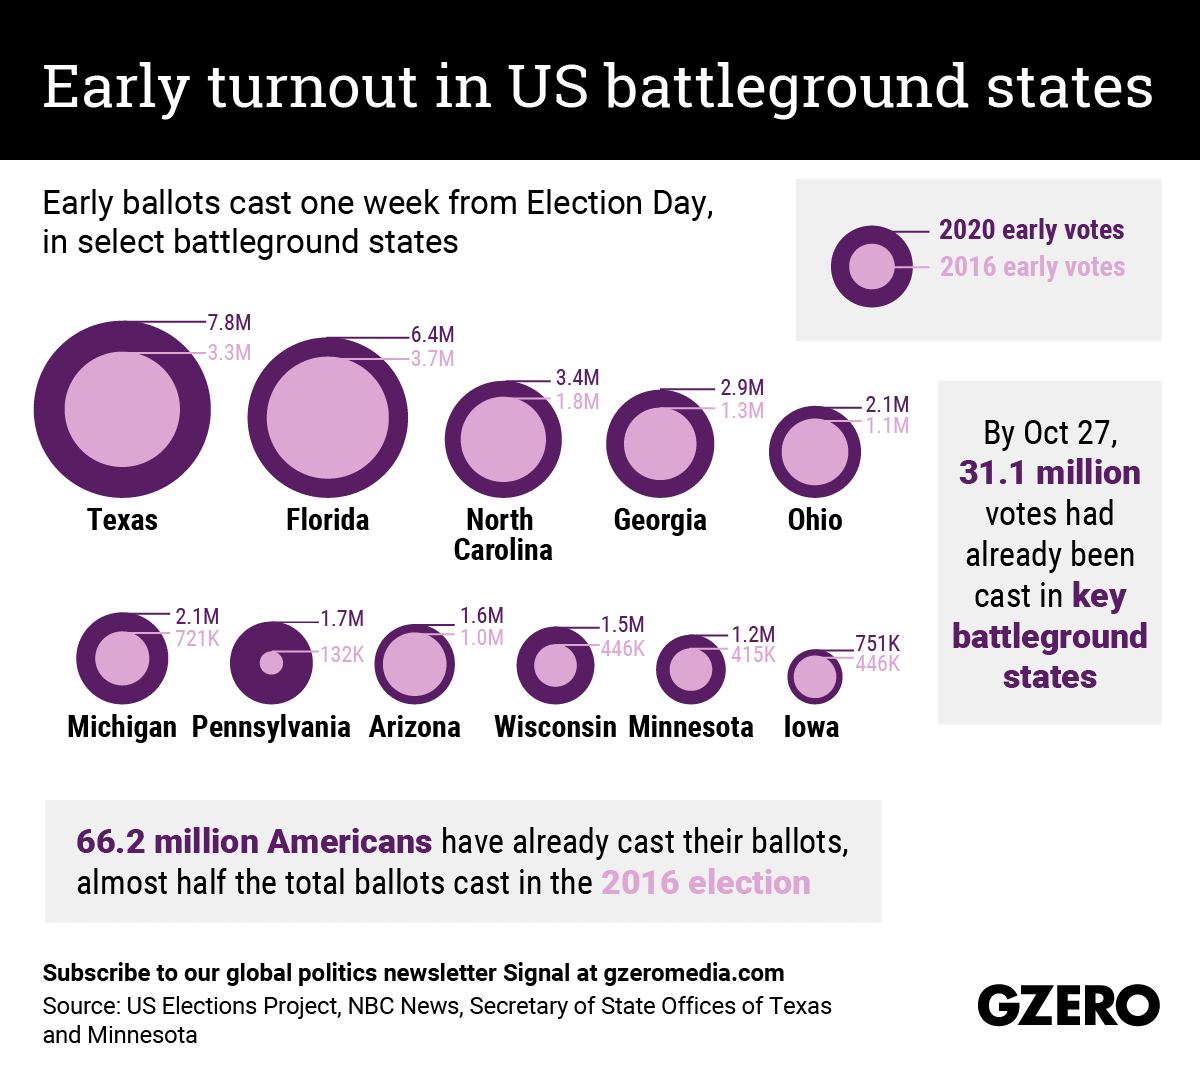 Early turnout in US battleground states
Early ballots cast one week from Election Day,
in select battleground states
2020 early votes
2016 early votes
7.8M
3.3M
Texas
6.4M
3.7M
Florida
3.4M
1.8M
North
Carolina
2.9M
1.3M
Georgia
2.1M
1.1M
Ohio
2.1M
721K
Michigan
1.7M
132K
Pennsylvania
1.6M
1.0M
Arizona
1.5M
446K
Wisconsin
1.2M
415K
Minnesota
751K
446K
Iowa
By Oct 27,
31.1 million
votes had
already been
cast in key
battleground
states
66.2 million Americans have already cast their ballots,
almost half the total ballots cast in the 2016 election
Subscribe to our global politics newsletter Signal at gzeromedia.com
Source: US Elections Project, NBC News, Secretary of State Offices of Texas
and Minnesota
GZERO